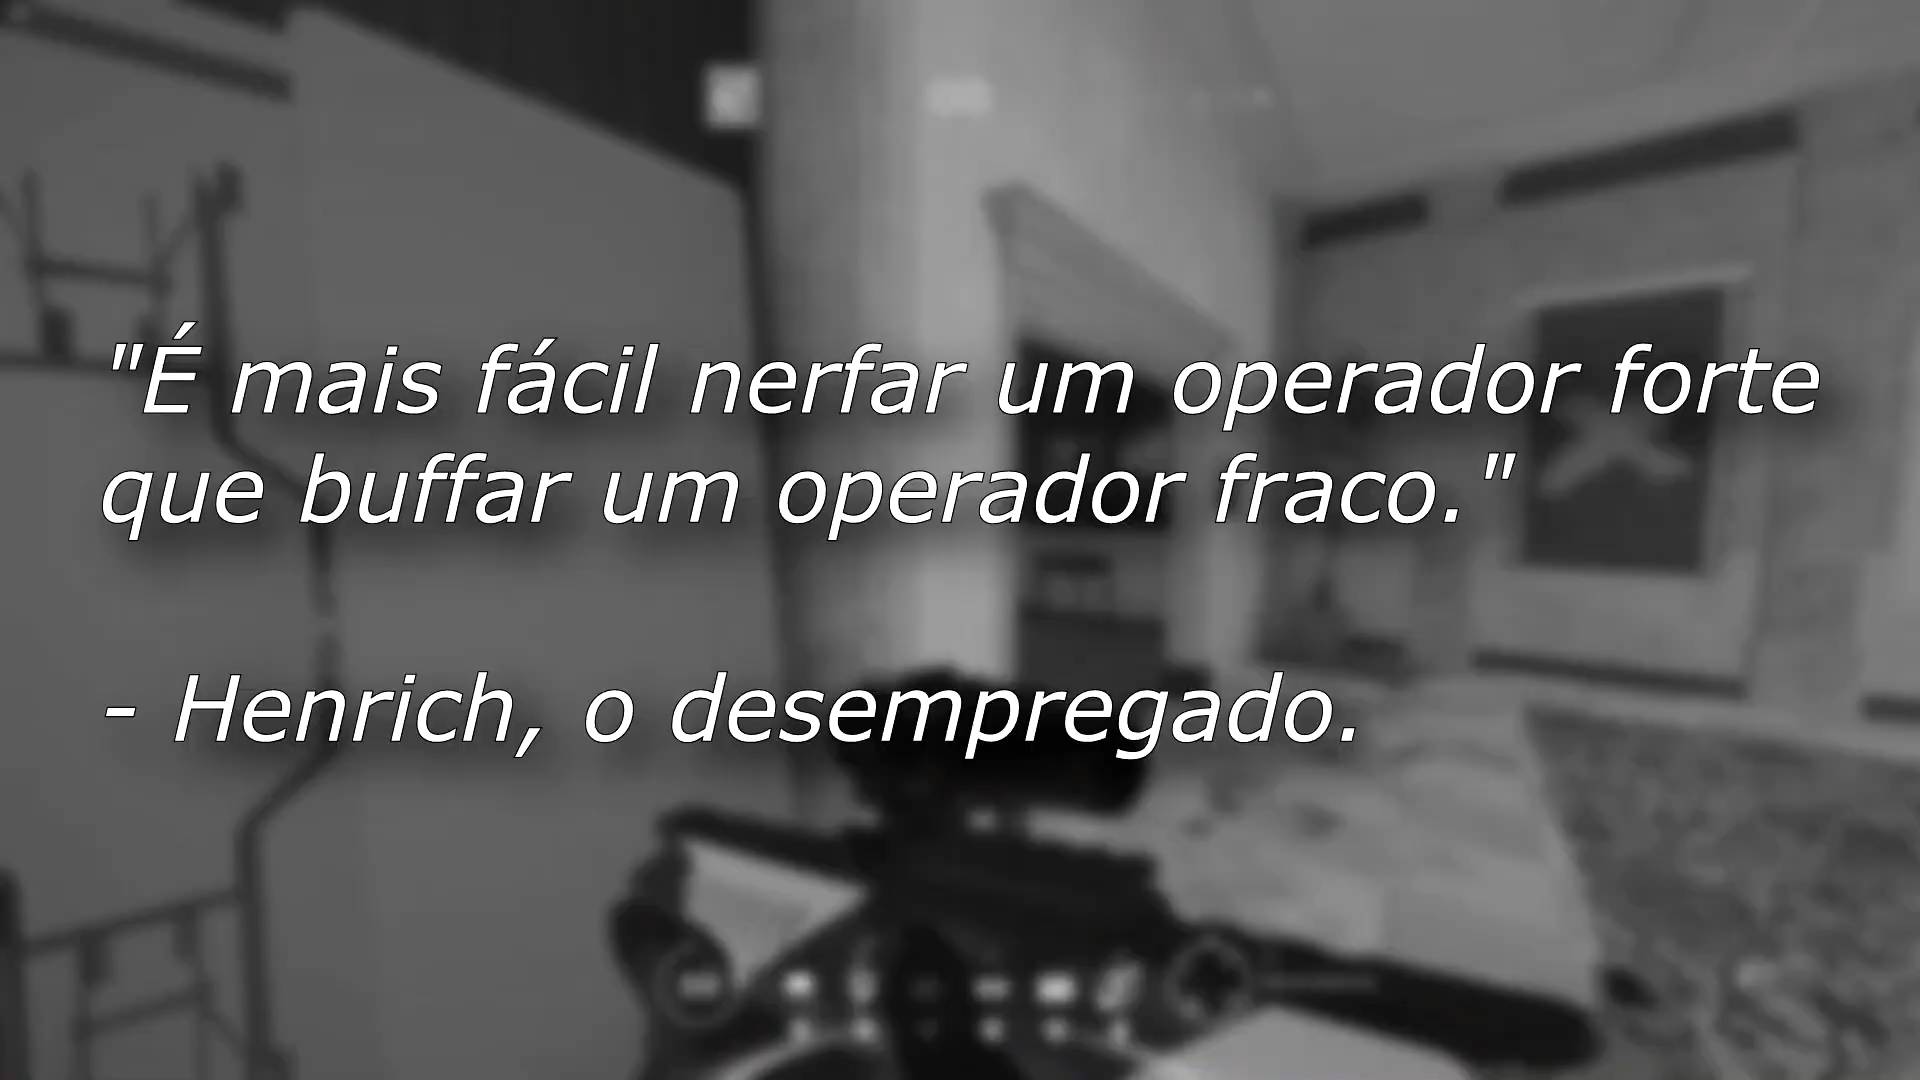 "É mais fácil nerfar um operador forte
que buffar um operador fraco."
- Henrich, o desempregado.